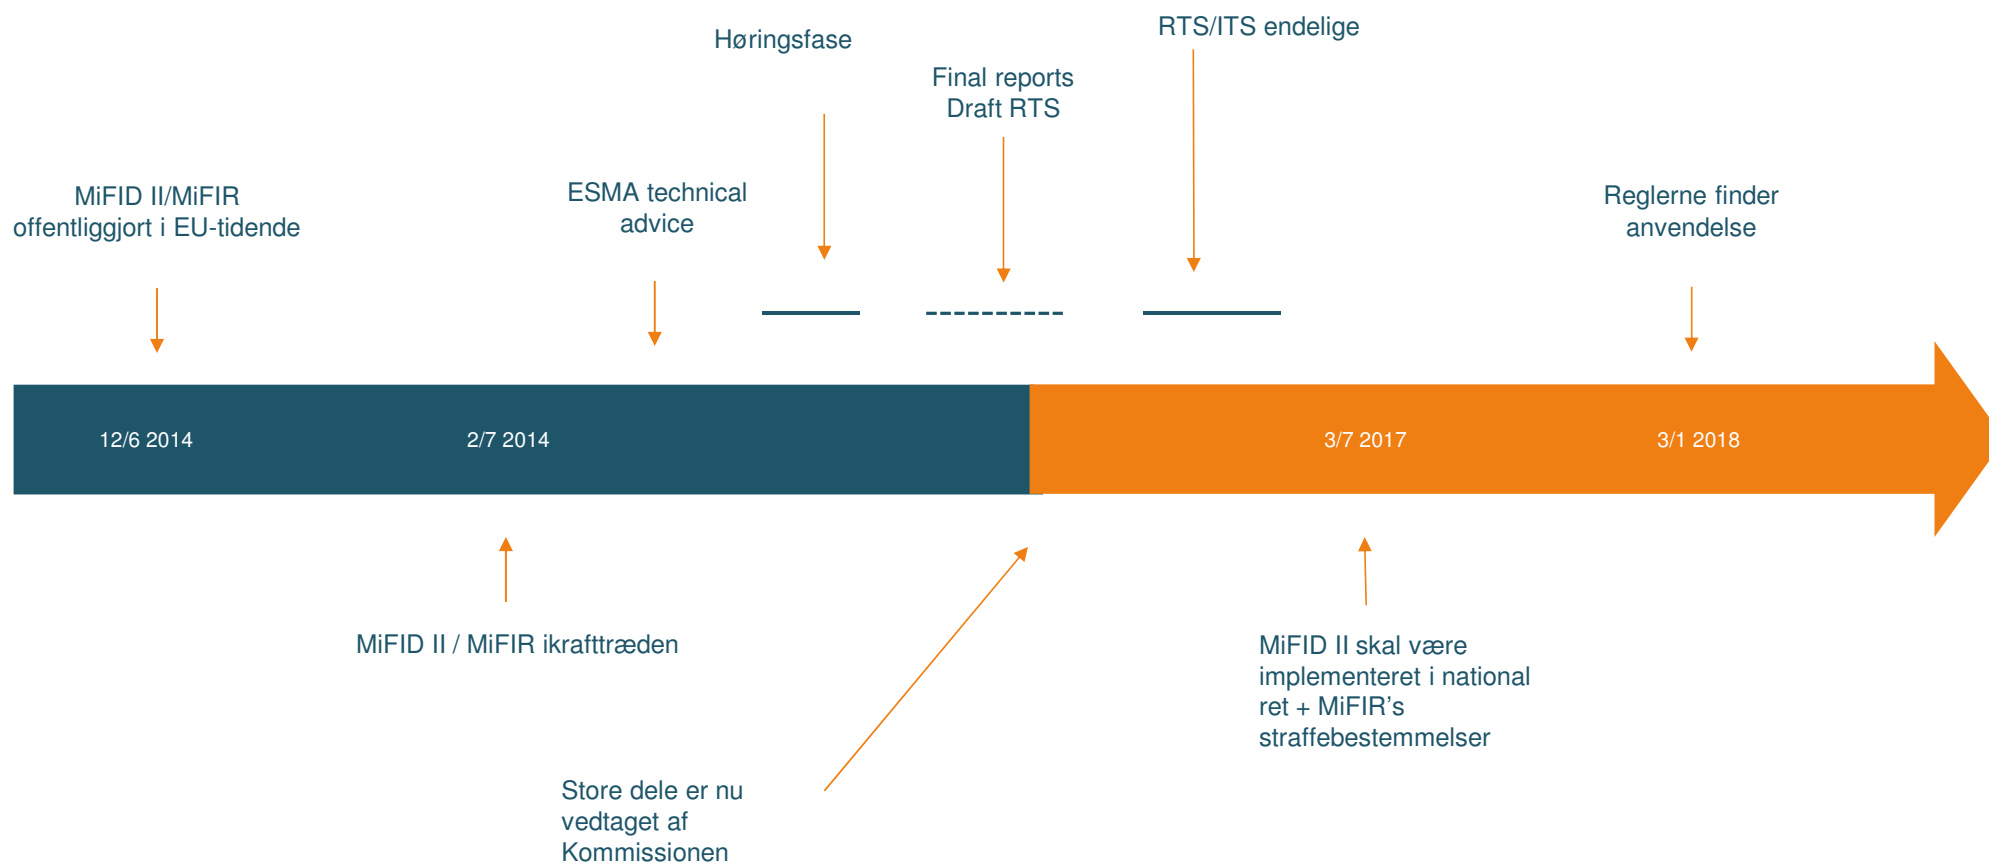 Høringsfase
RTS/ITS endelige
Final reports
Draft RTS
MiFID II/MiFIR
offentliggjort i EU-tidende
ESMA technical
advice
Reglerne finder
anvendelse
12/6 2014
2/7 2014
3/7 2017
3/1 2018
MiFID II / MiFIR ikrafttræden
MiFID II skal være
implementeret i national
ret + MiFIR’s
straffebestemmelser
Store dele er nu
vedtaget af
Kommissionen